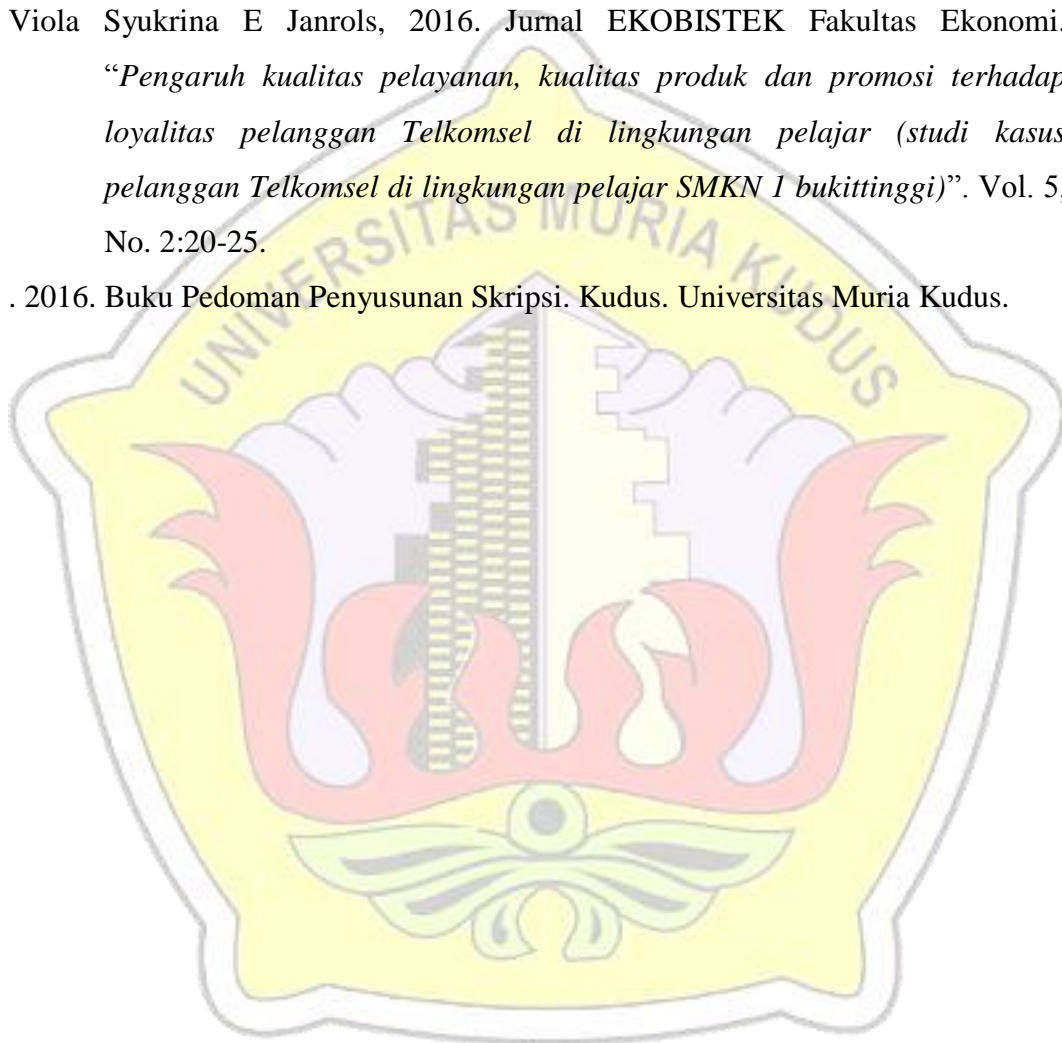 Viola Syukrina E Janrols, 2016. Jurnal EKOBISTEK Fakultas Ekonomi.
“Pengaruh kualitas pelayanan, kualitas produk dan promosi terhadap
loyalitas pelanggan Telkomsel di lingkungan pelajar (studi kasus
pelanggan Telkomsel di lingkungan pelajar SMKN 1 bukittinggi)”. Vol. 5,
No. 2:20-25.
. 2016. Buku Pedoman Penyusunan Skripsi. Kudus. Universitas Muria Kudus.
UNIVERSITAS MURIA KUDUS